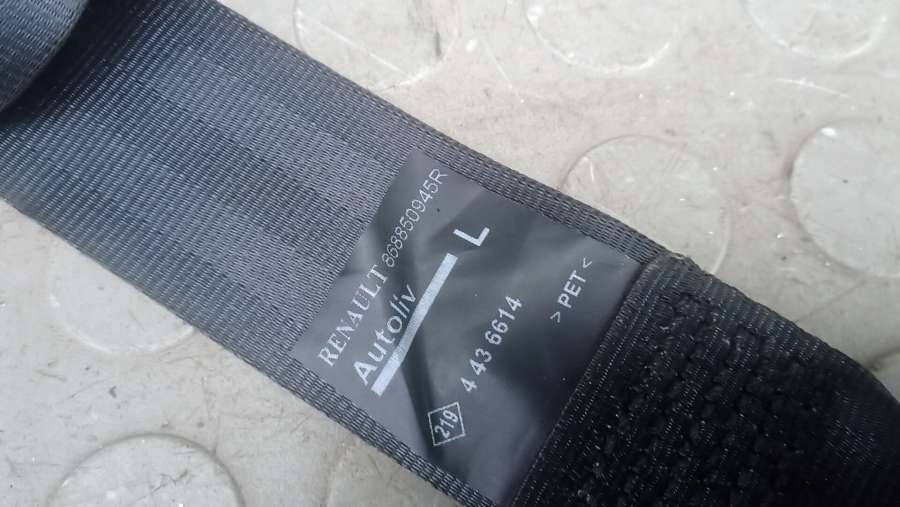 RENAULT 868850945R
Autoliv L
219 4 43 6614
>PET<